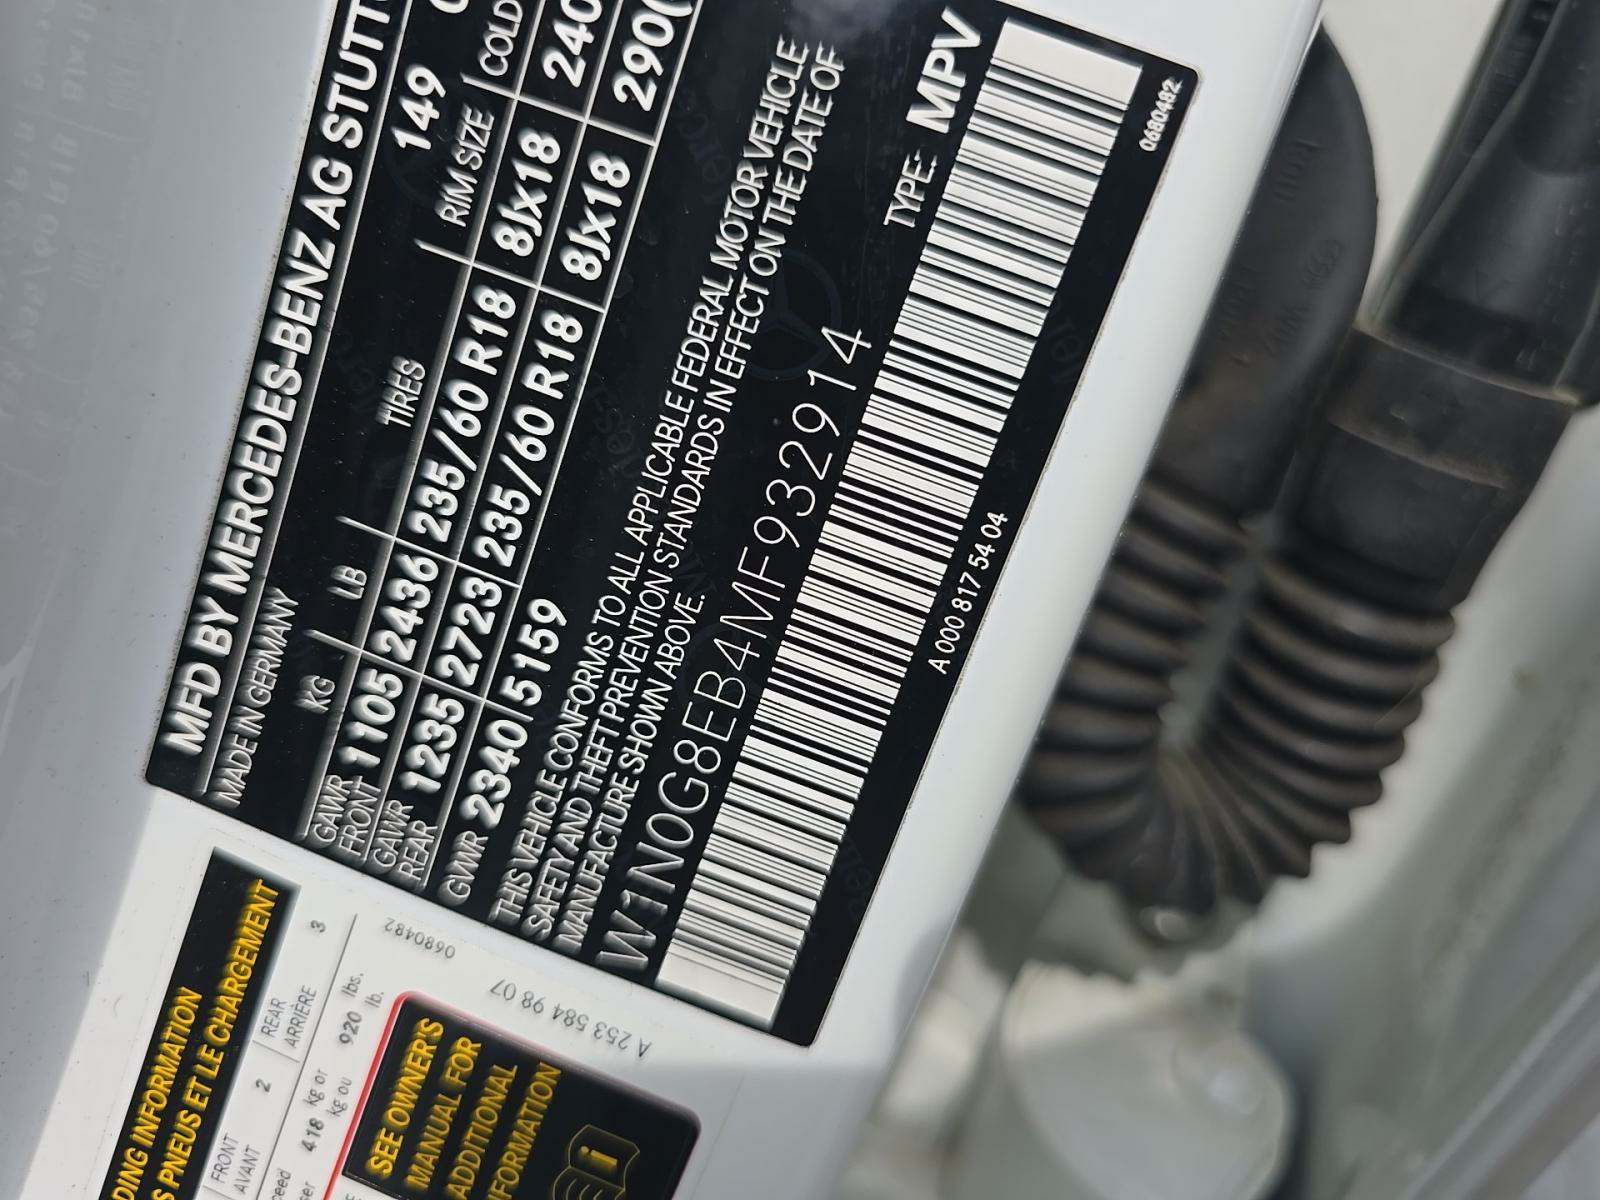 MFD BY MERCEDES-BENZ AG STUTT
MADE IN GERMANY
149
KG LB TIRES RIM SIZE COLD
GAWR FRONT 1105 2436 235/60 R18 8Jx18 240
GAWR REAR 1235 2723 235/60 R18 8Jx18 290(
GVWR 2340 5159
THIS VEHICLE CONFORMS TO ALL APPLICABLE FEDERAL MOTOR VEHICLE
SAFETY AND THEFT PREVENTION STANDARDS IN EFFECT ON THE DATE OF
MANUFACTURE SHOWN ABOVE.
W1N0G8EB4MF932914
TYPE: MPV
A 000 817 54 04
0680482
DING INFORMATION
S PNEUS ET LE CHARGEMENT
FRONT 2 REAR 3
AVANT ARRIÈRE
418 kg or 920 lbs.
kg ou lb.
0680482
A 253 584 98 07
SEE OWNER'S
MANUAL FOR
ADDITIONAL
INFORMATION